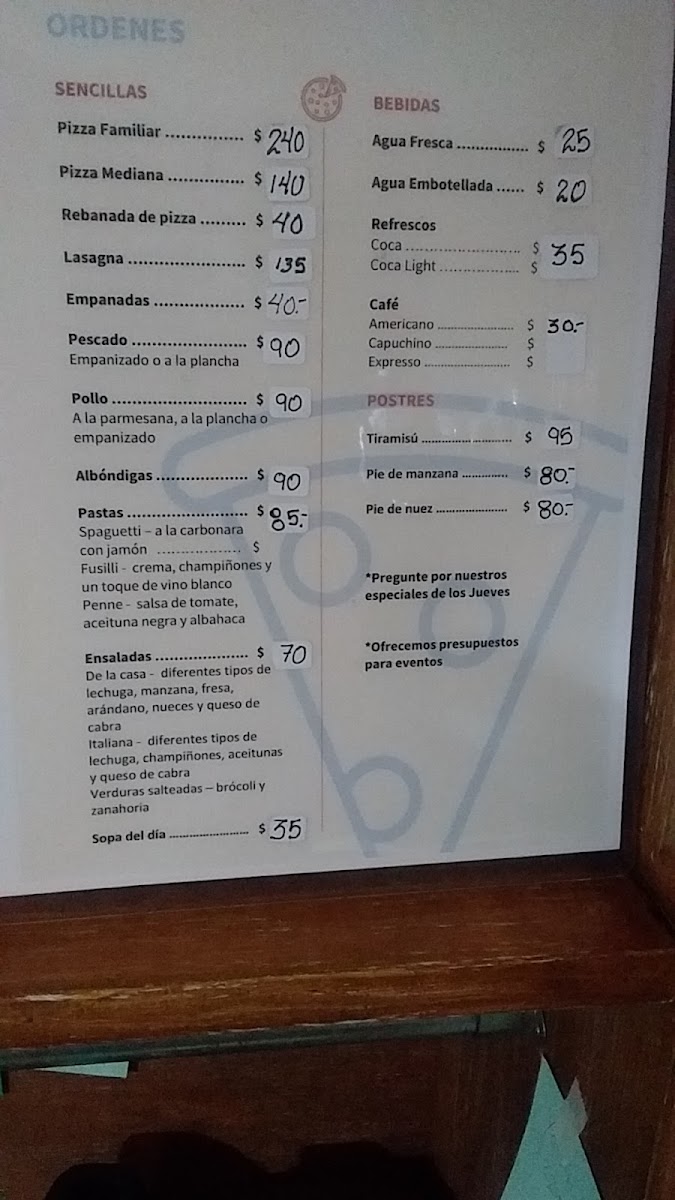 ORDENES
SENCILLAS
Pizza Familiar ............... $ 240
Pizza Mediana ............... $ 140
Rebanada de pizza ......... $ 40
Lasagna ....................... $ 135
Empanadas .................. $ 40.-
Pescado ....................... $ 90
Empanizado o a la plancha
Pollo ........................... $ 90
A la parmesana, a la plancha o
empanizado
Albóndigas ................... $ 90
Pastas ......................... $ 85.-
Spaguetti – a la carbonara
con jamón .................. $
Fusilli - crema, champiñones y
un toque de vino blanco
Penne - salsa de tomate,
aceituna negra y albahaca
Ensaladas .................... $ 70
De la casa - diferentes tipos de
lechuga, manzana, fresa,
arándano, nueces y queso de
cabra
Italiana - diferentes tipos de
lechuga, champiñones, aceitunas
y queso de cabra
Verduras salteadas – brócoli y
zanahoria
Sopa del día ........................ $ 35
BEBIDAS
Agua Fresca ................ $ 25
Agua Embotellada ...... $ 20
Refrescos
Coca ........................... $ 35
Coca Light ................... $
Café
Americano ...................... $ 30.-
Capuchino ..................... $
Expresso ......................... $
POSTRES
Tiramisú .......................... $ 95
Pie de manzana ............. $ 80.-
Pie de nuez ..................... $ 80.-
*Pregunte por nuestros
especiales de los Jueves
*Ofrecemos presupuestos
para eventos